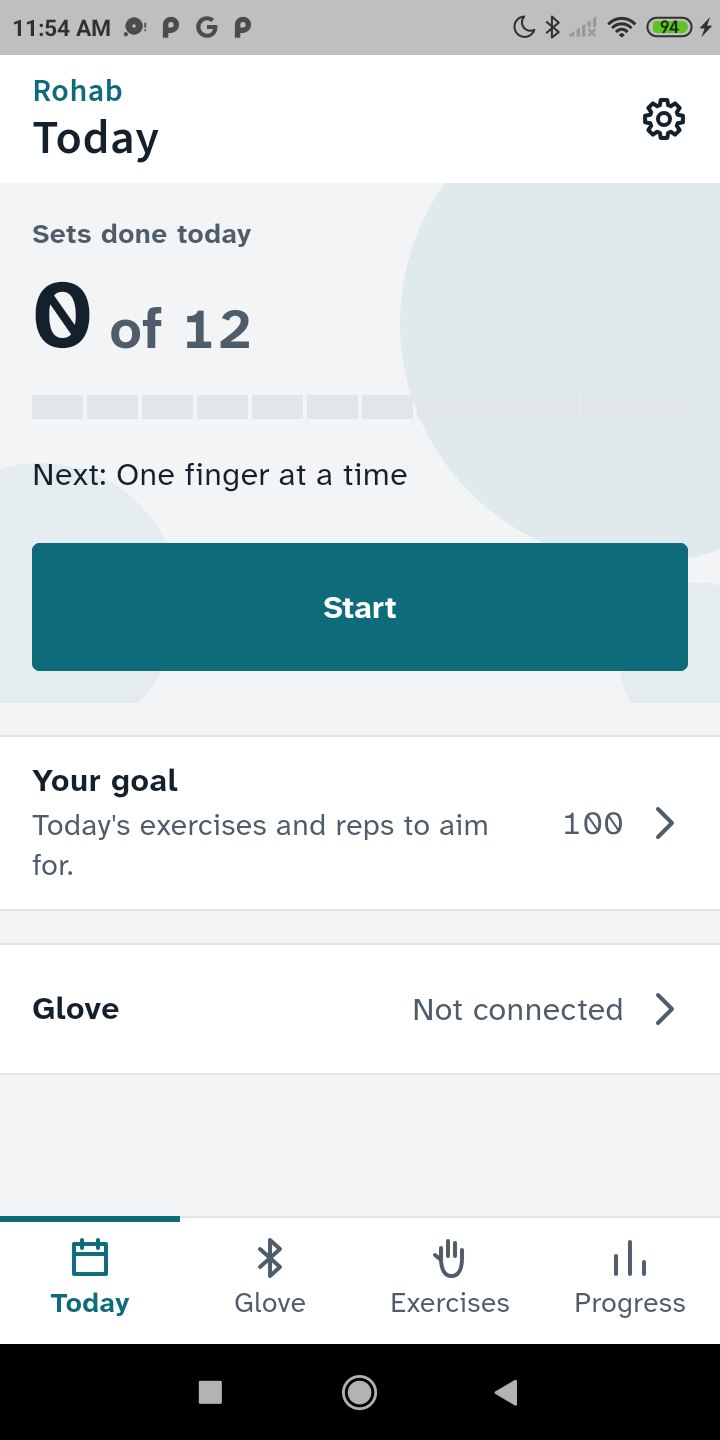 11:54 AM
94
Rohab
Today
Sets done today
0 of 12
Next: One finger at a time
Start
Your goal
Today's exercises and reps to aim
for.
100
Glove
Not connected
Today
Glove
Exercises
Progress